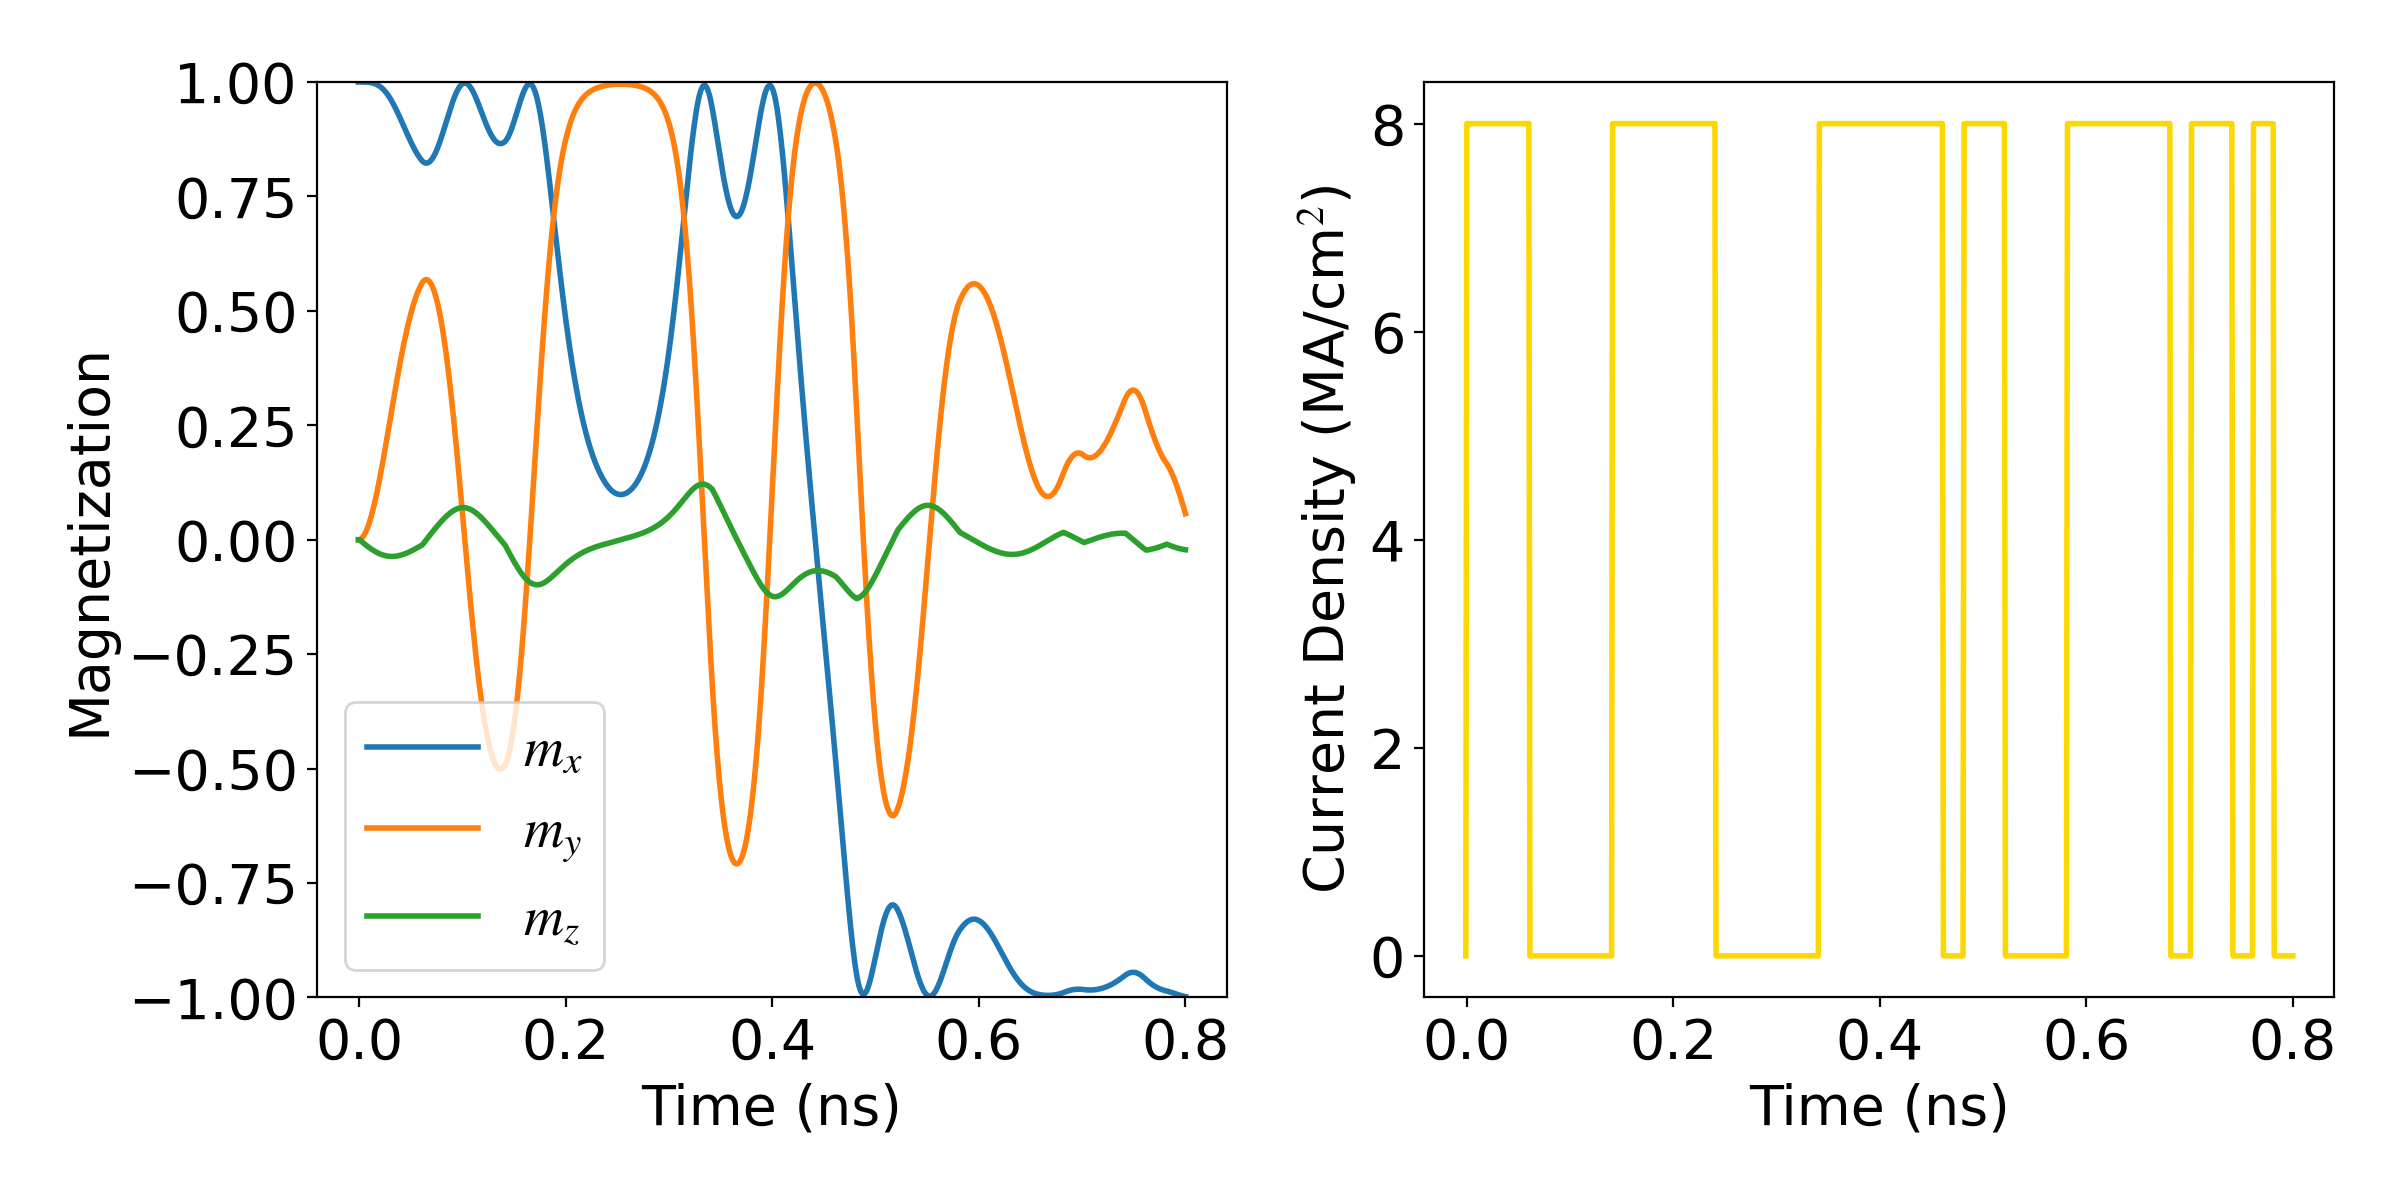 1.00
0.75
0.50
0.25
0.00
−0.25
−0.50
−0.75
−1.00
Magnetization
m_x
m_y
m_z
0.0 0.2 0.4 0.6 0.8
Time (ns)
8
6
4
2
0
Current Density (MA/cm²)
0.0 0.2 0.4 0.6 0.8
Time (ns)